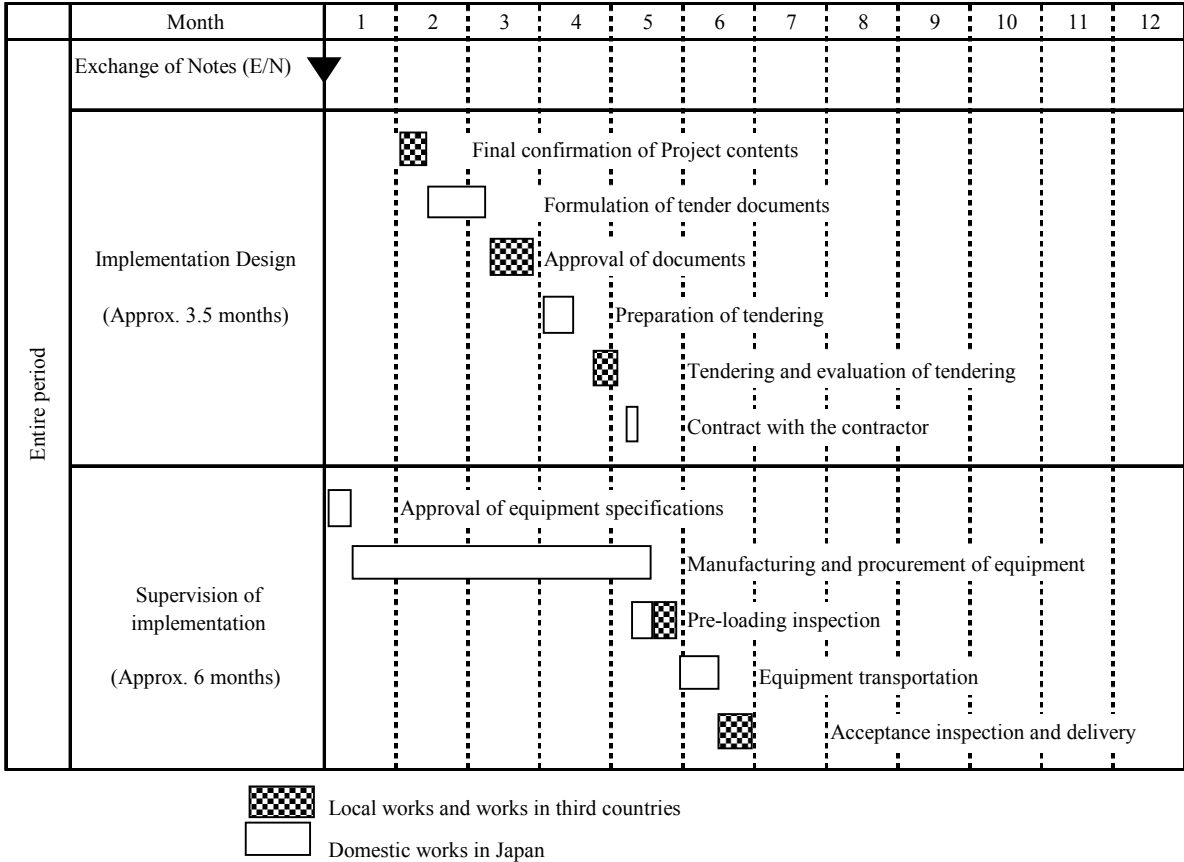 Month 1 2 3 4 5 6 7 8 9 10 11 12
Entire period
Exchange of Notes (E/N)
Implementation Design
(Approx. 3.5 months)
Final confirmation of Project contents
Formulation of tender documents
Approval of documents
Preparation of tendering
Tendering and evaluation of tendering
Contract with the contractor
Supervision of
implementation
(Approx. 6 months)
Approval of equipment specifications
Manufacturing and procurement of equipment
Pre-loading inspection
Equipment transportation
Acceptance inspection and delivery
Local works and works in third countries
Domestic works in Japan